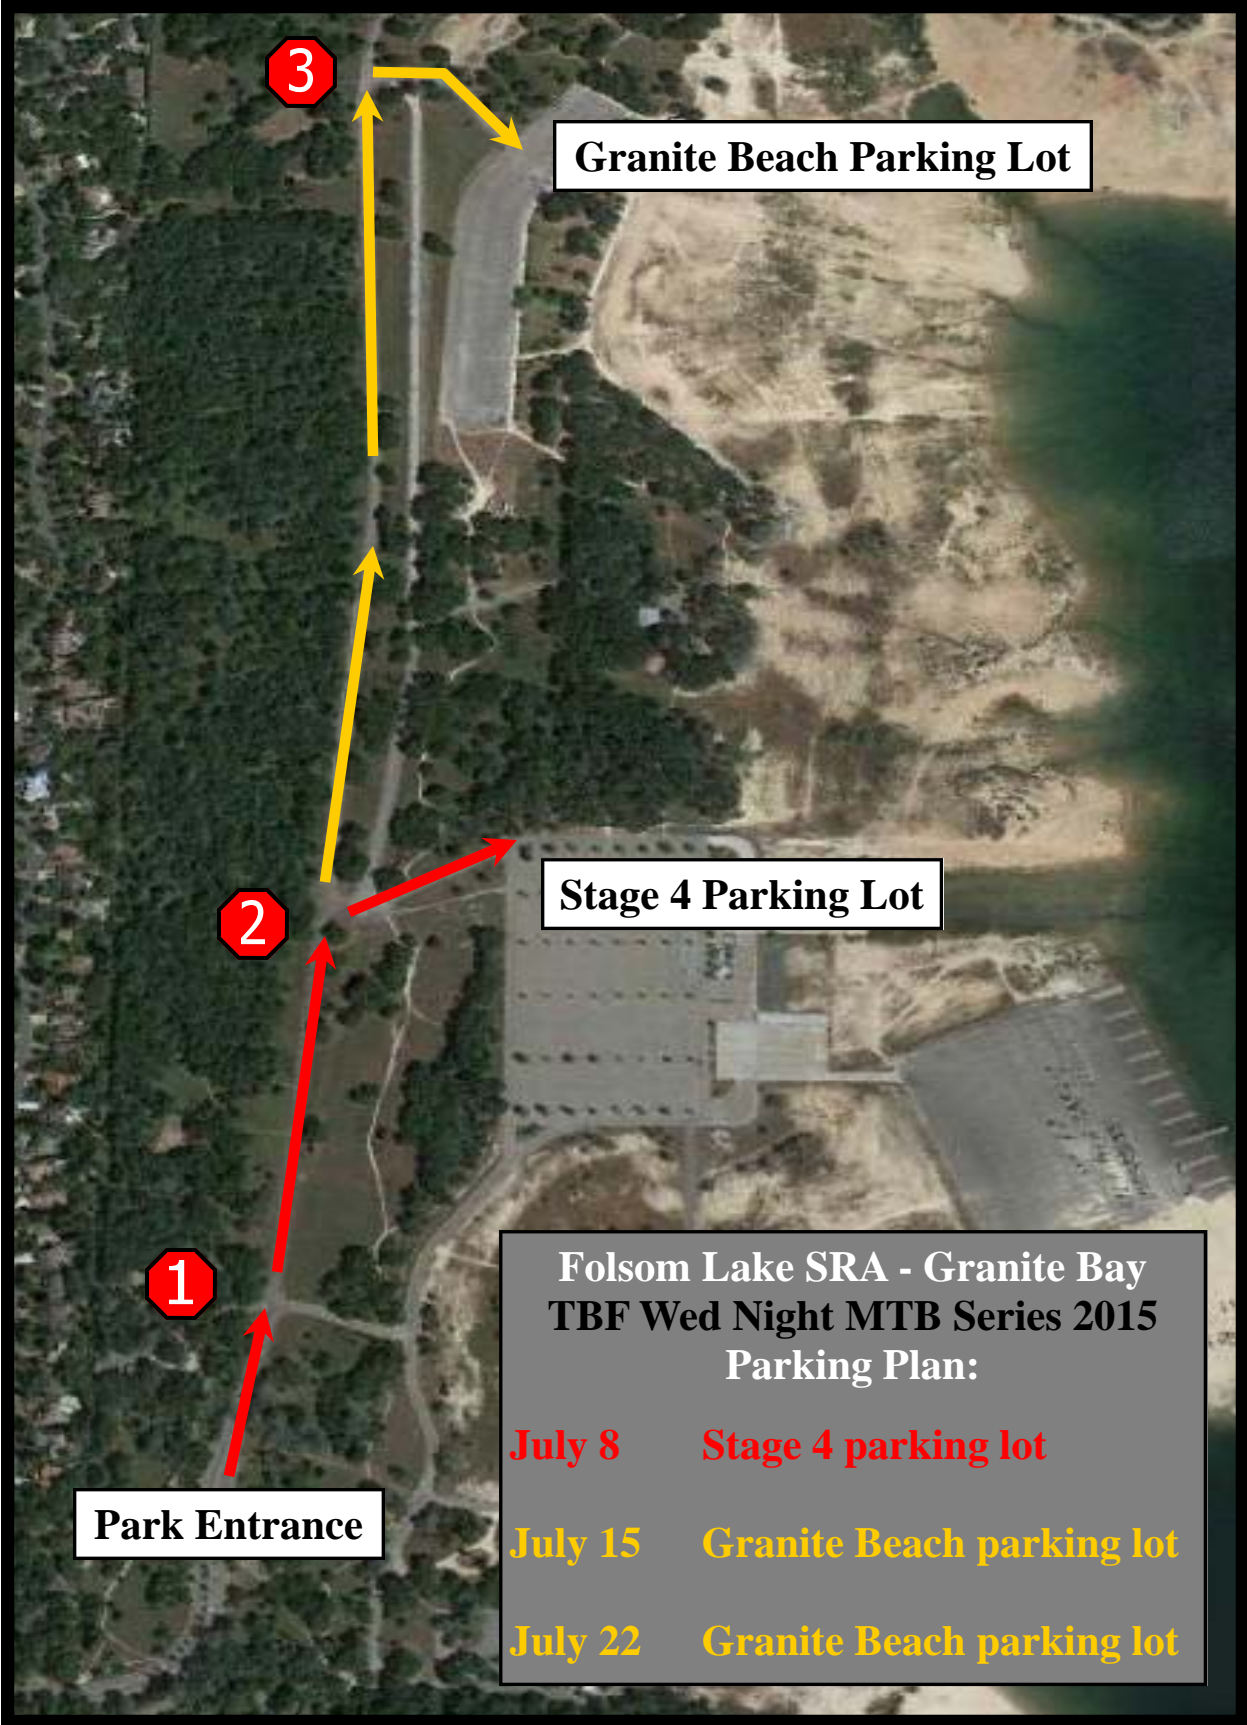 3
Granite Beach Parking Lot
Stage 4 Parking Lot
2
1
Folsom Lake SRA - Granite Bay
TBF Wed Night MTB Series 2015
Parking Plan:
July 8 Stage 4 parking lot
Park Entrance
July 15 Granite Beach parking lot
July 22 Granite Beach parking lot